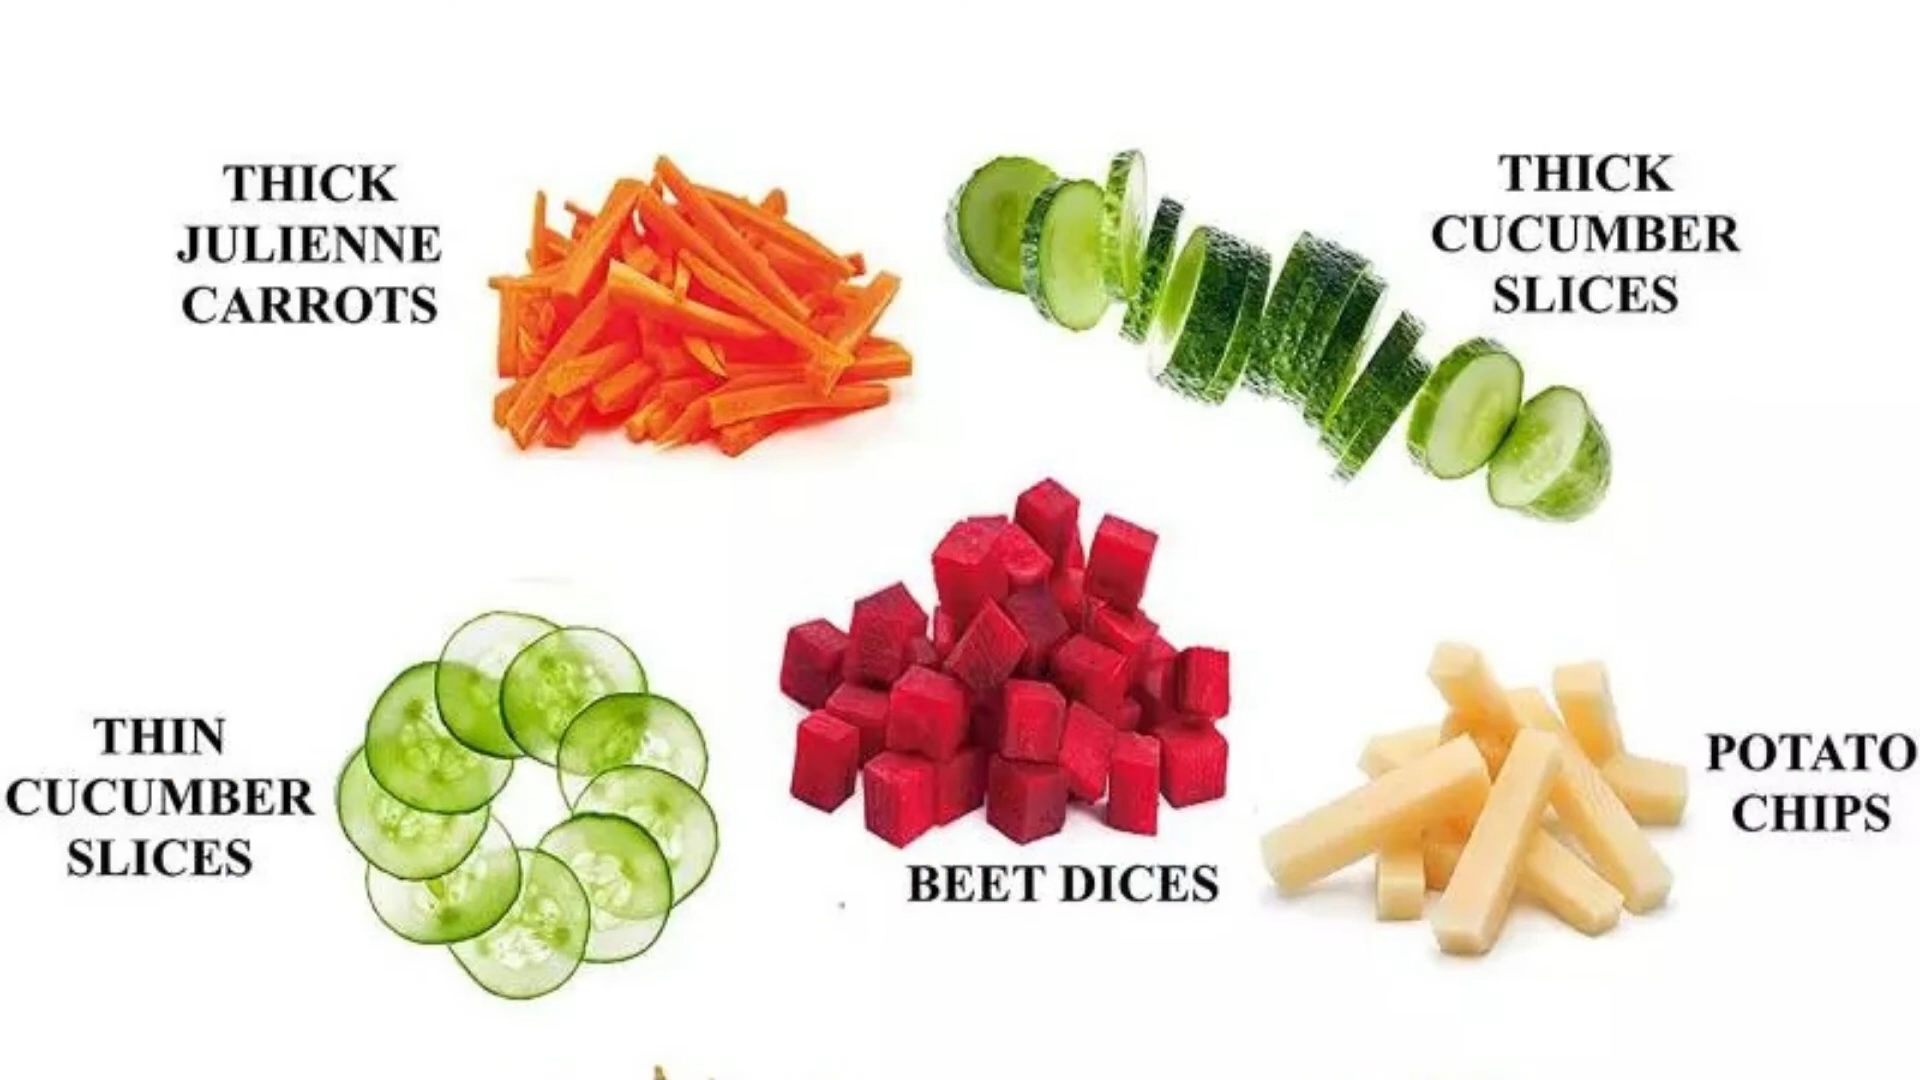 THICK
JULIENNE
CARROTS
THICK
CUCUMBER
SLICES
THIN
CUCUMBER
SLICES
BEET DICES
POTATO
CHIPS